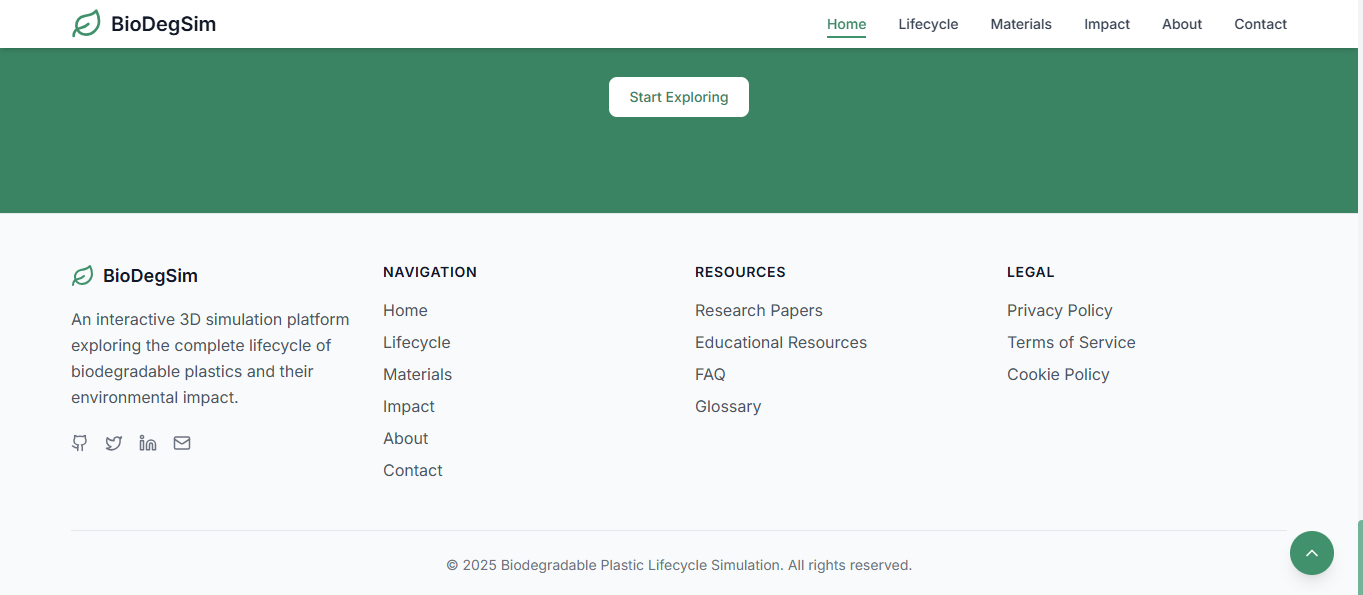 BioDegSim
Home
Lifecycle
Materials
Impact
About
Contact
Start Exploring
BioDegSim
An interactive 3D simulation platform
exploring the complete lifecycle of
biodegradable plastics and their
environmental impact.
NAVIGATION
Home
Lifecycle
Materials
Impact
About
Contact
RESOURCES
Research Papers
Educational Resources
FAQ
Glossary
LEGAL
Privacy Policy
Terms of Service
Cookie Policy
© 2025 Biodegradable Plastic Lifecycle Simulation. All rights reserved.